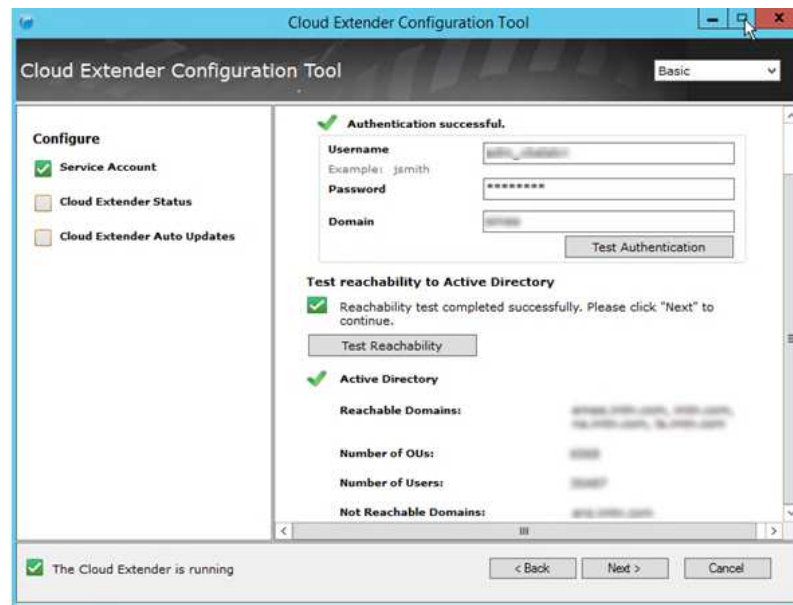 Cloud Extender Configuration Tool
Cloud Extender Configuration Tool
Basic
Configure
Service Account
Cloud Extender Status
Cloud Extender Auto Updates
Authentication successful.
Username
Example: jsmith
Password
********
Domain
Test Authentication
Test reachability to Active Directory
Reachability test completed successfully. Please click "Next" to
continue.
Test Reachability
Active Directory
Reachable Domains:
Number of OUs:
Number of Users:
Not Reachable Domains:
The Cloud Extender is running
< Back
Next >
Cancel